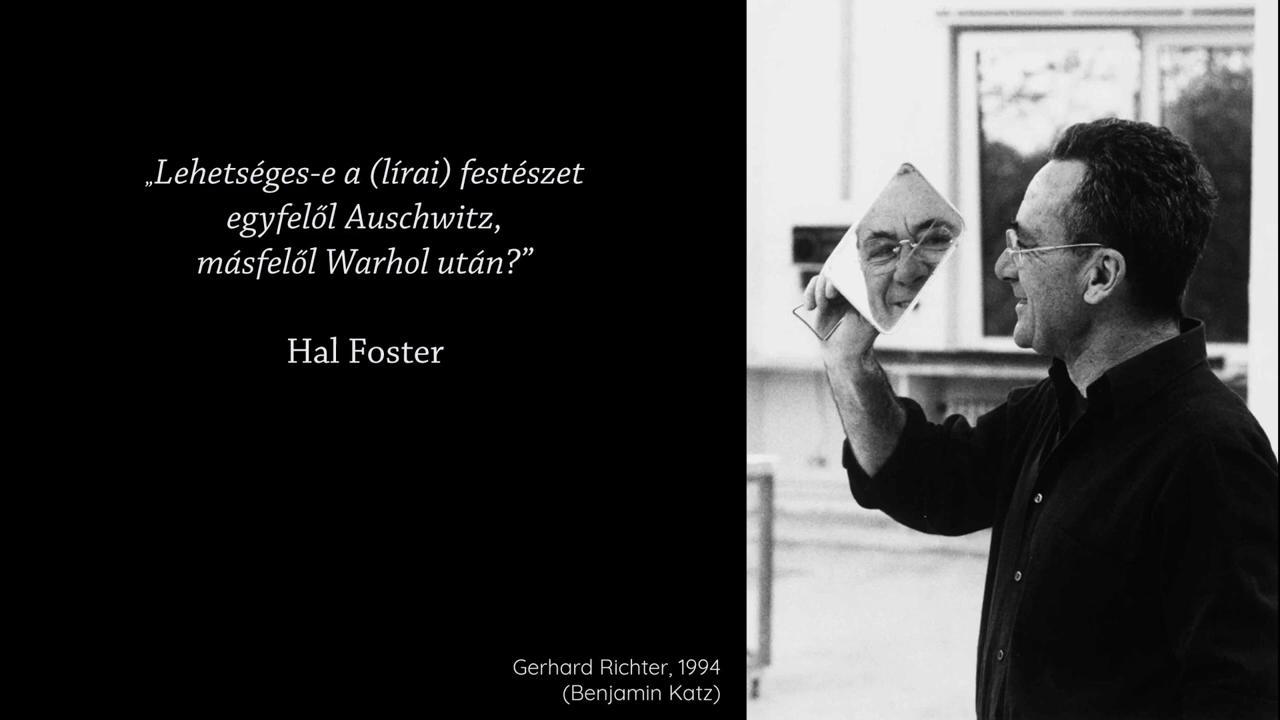 „Lehetséges-e a (lírai) festészet
egyfelől Auschwitz,
másfelől Warhol után?”
Hal Foster
Gerhard Richter, 1994
(Benjamin Katz)